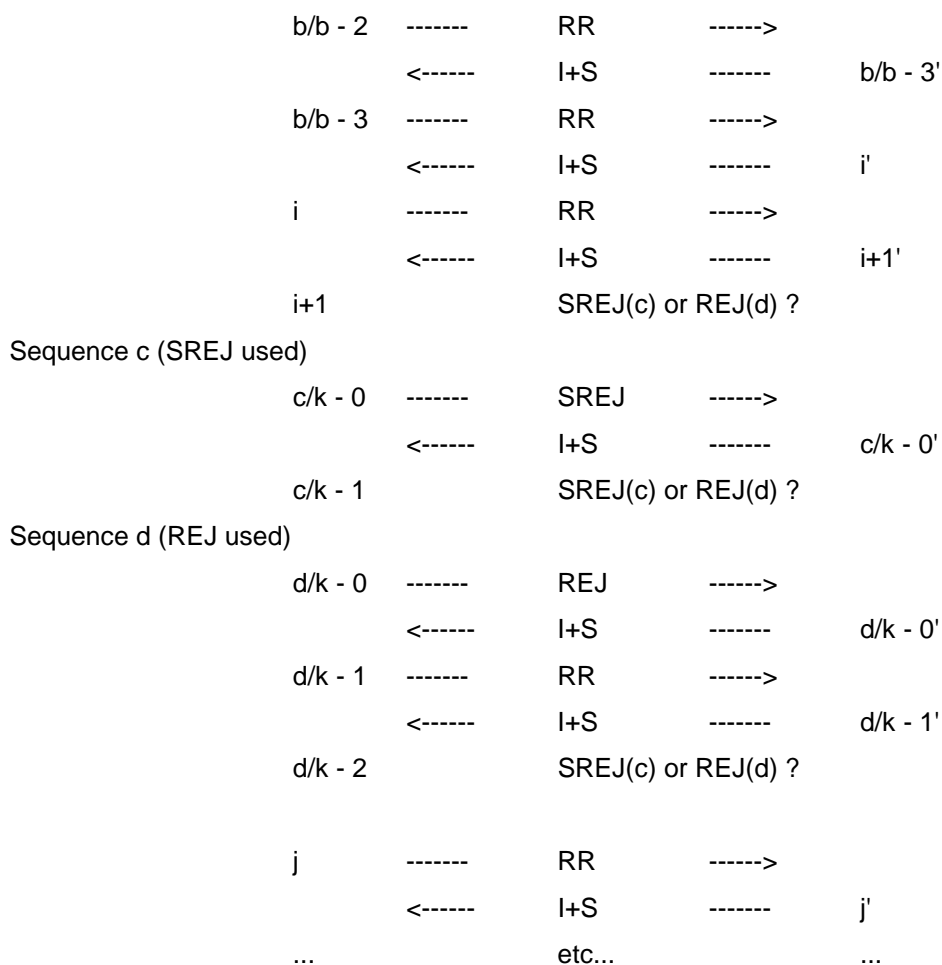 b/b - 2 ------- RR ------>
<------ I+S ------- b/b - 3'
b/b - 3 ------- RR ------>
<------ I+S ------- i'
i ------- RR ------>
<------ I+S ------- i+1'
i+1 SREJ(c) or REJ(d) ?
Sequence c (SREJ used)
c/k - 0 ------- SREJ ------>
<------ I+S ------- c/k - 0'
c/k - 1 SREJ(c) or REJ(d) ?
Sequence d (REJ used)
d/k - 0 ------- REJ ------>
<------ I+S ------- d/k - 0'
d/k - 1 ------- RR ------>
<------ I+S ------- d/k - 1'
d/k - 2 SREJ(c) or REJ(d) ?
j ------- RR ------>
<------ I+S ------- j'
... etc... ...